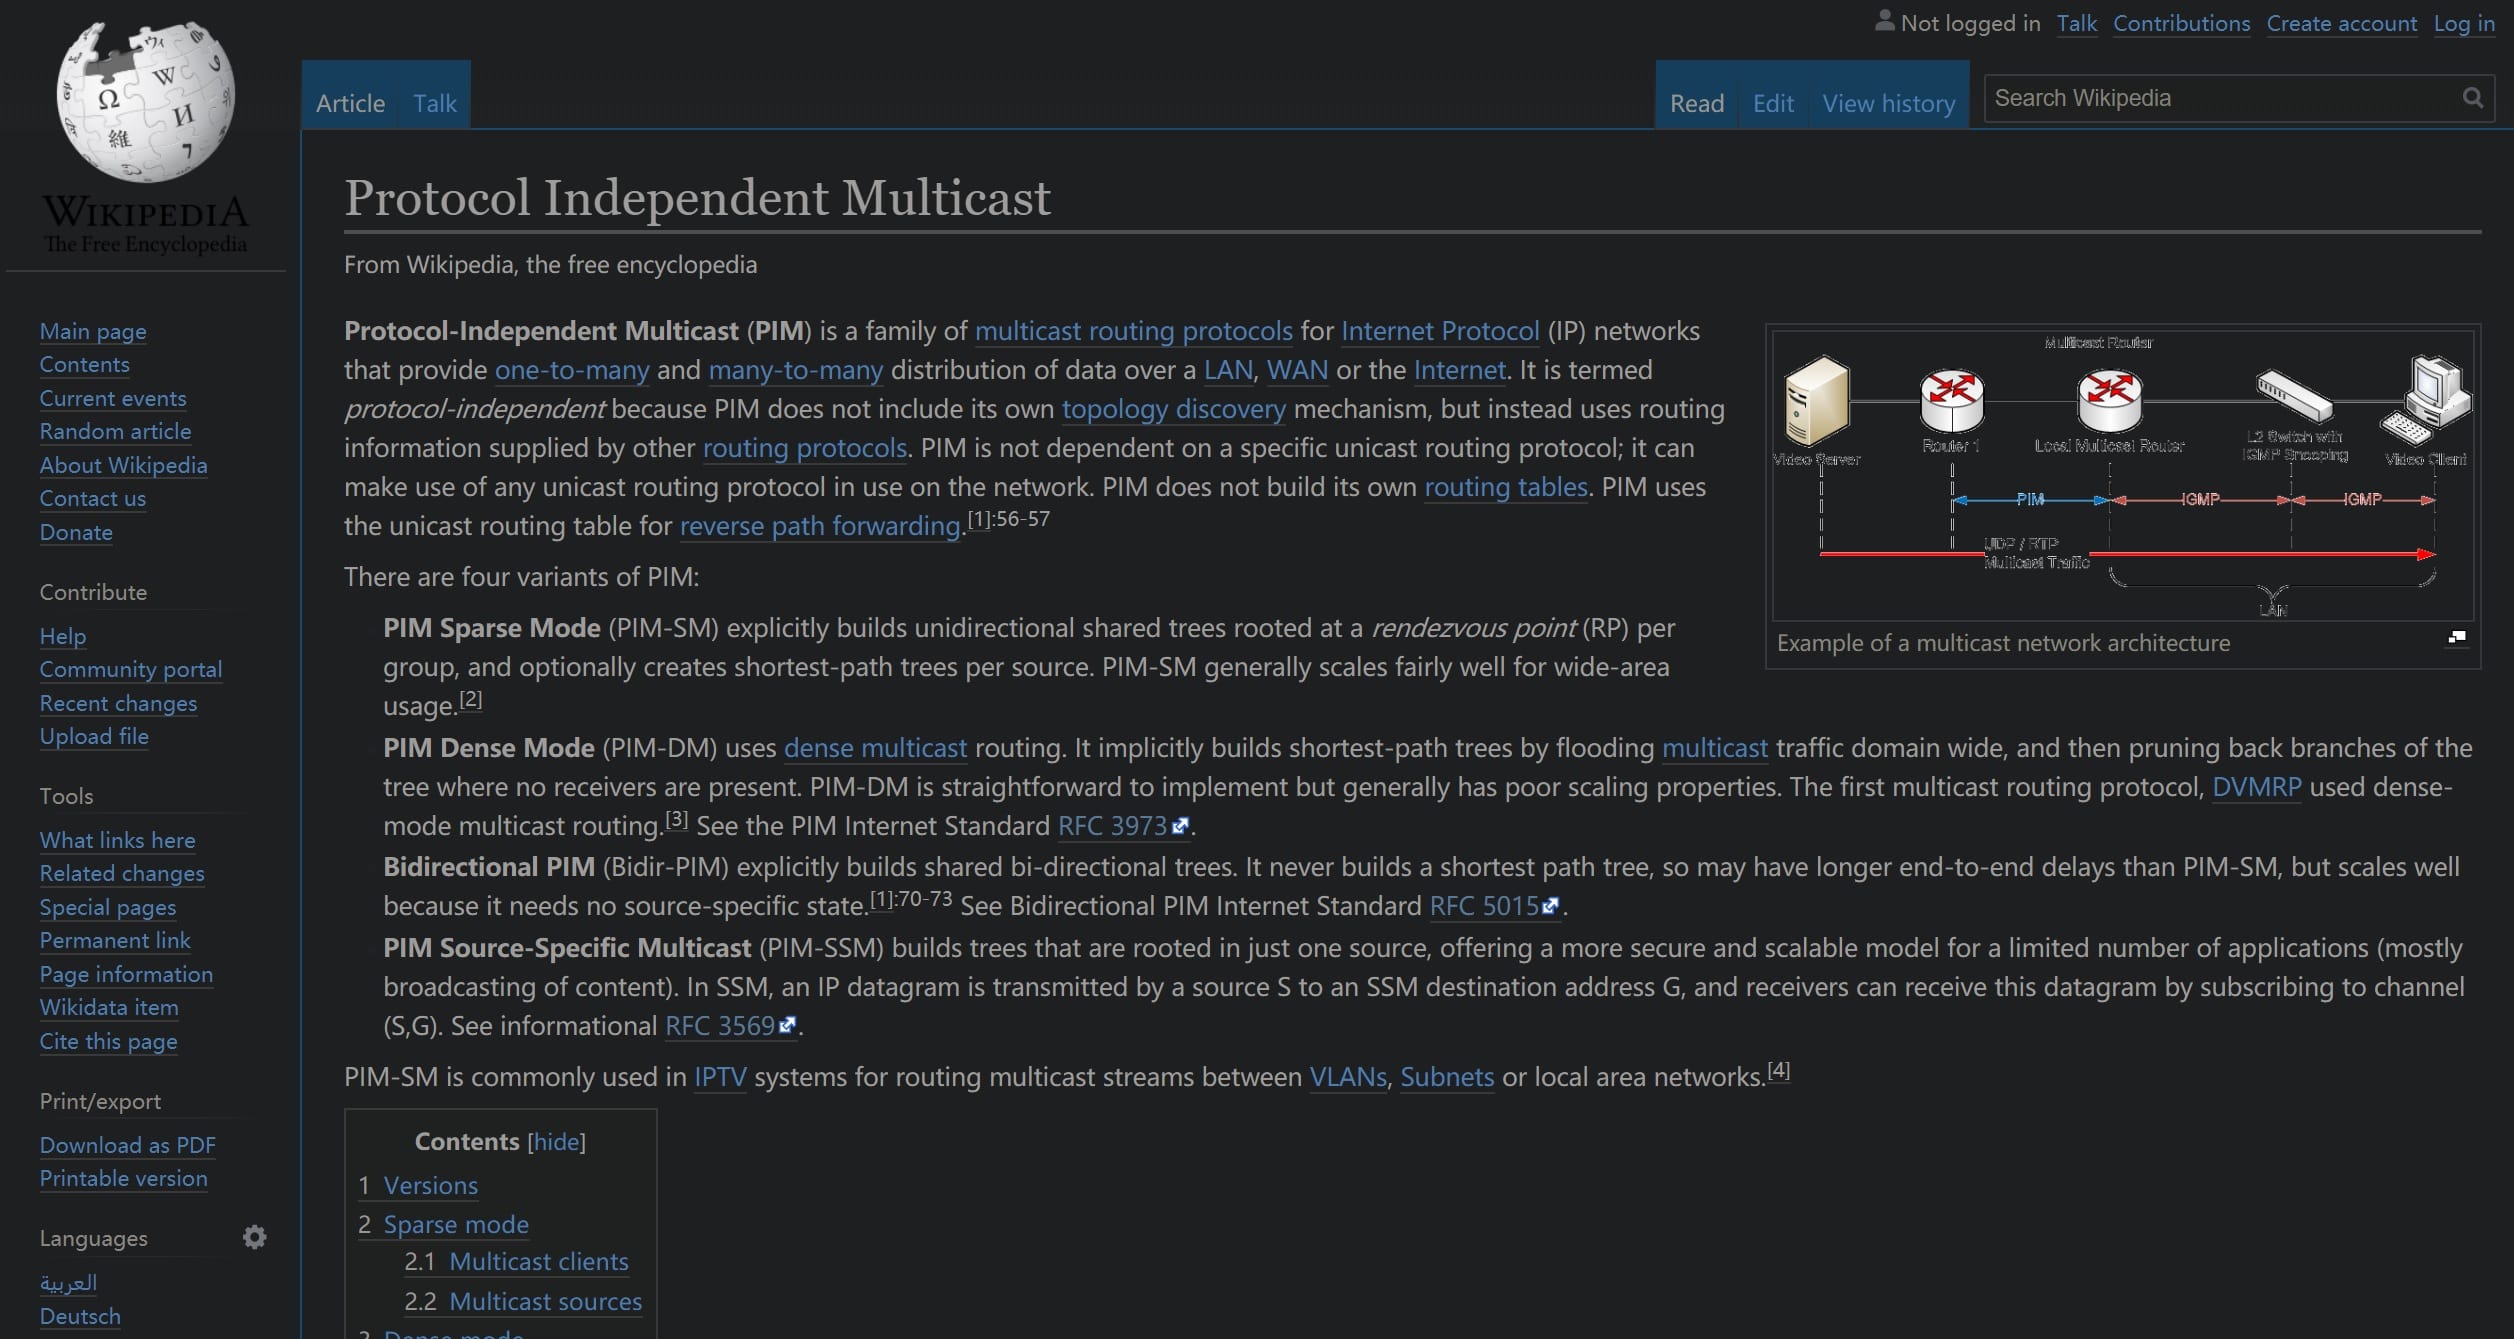 Not logged in Talk Contributions Create account Log in
Article Talk
Read Edit View history
Search Wikipedia
WIKIPEDIA
The Free Encyclopedia
Main page
Contents
Current events
Random article
About Wikipedia
Contact us
Donate
Contribute
Help
Community portal
Recent changes
Upload file
Tools
What links here
Related changes
Special pages
Permanent link
Page information
Wikidata item
Cite this page
Print/export
Download as PDF
Printable version
Languages
العربية
Deutsch
Protocol Independent Multicast
From Wikipedia, the free encyclopedia
Protocol-Independent Multicast (PIM) is a family of multicast routing protocols for Internet Protocol (IP) networks
that provide one-to-many and many-to-many distribution of data over a LAN, WAN or the Internet. It is termed
protocol-independent because PIM does not include its own topology discovery mechanism, but instead uses routing
information supplied by other routing protocols. PIM is not dependent on a specific unicast routing protocol; it can
make use of any unicast routing protocol in use on the network. PIM does not build its own routing tables. PIM uses
the unicast routing table for reverse path forwarding.[1]:56-57
There are four variants of PIM:
PIM Sparse Mode (PIM-SM) explicitly builds unidirectional shared trees rooted at a rendezvous point (RP) per
group, and optionally creates shortest-path trees per source. PIM-SM generally scales fairly well for wide-area
usage.[2]
PIM Dense Mode (PIM-DM) uses dense multicast routing. It implicitly builds shortest-path trees by flooding multicast traffic domain wide, and then pruning back branches of the
tree where no receivers are present. PIM-DM is straightforward to implement but generally has poor scaling properties. The first multicast routing protocol, DVMRP used dense-
mode multicast routing.[3] See the PIM Internet Standard RFC 3973.
Bidirectional PIM (Bidir-PIM) explicitly builds shared bi-directional trees. It never builds a shortest path tree, so may have longer end-to-end delays than PIM-SM, but scales well
because it needs no source-specific state.[1]:70-73 See Bidirectional PIM Internet Standard RFC 5015.
PIM Source-Specific Multicast (PIM-SSM) builds trees that are rooted in just one source, offering a more secure and scalable model for a limited number of applications (mostly
broadcasting of content). In SSM, an IP datagram is transmitted by a source S to an SSM destination address G, and receivers can receive this datagram by subscribing to channel
(S,G). See informational RFC 3569.
PIM-SM is commonly used in IPTV systems for routing multicast streams between VLANs, Subnets or local area networks.[4]
Multicast Router
Video Server
Router 1
Local Multicast Router
L2 Switch with
IGMP Snooping
Video Client
PIM IGMP IGMP
UDP / RTP
Multicast Traffic
LAN
Example of a multicast network architecture
Contents [hide]
1 Versions
2 Sparse mode
2.1 Multicast clients
2.2 Multicast sources
3 Dense mode